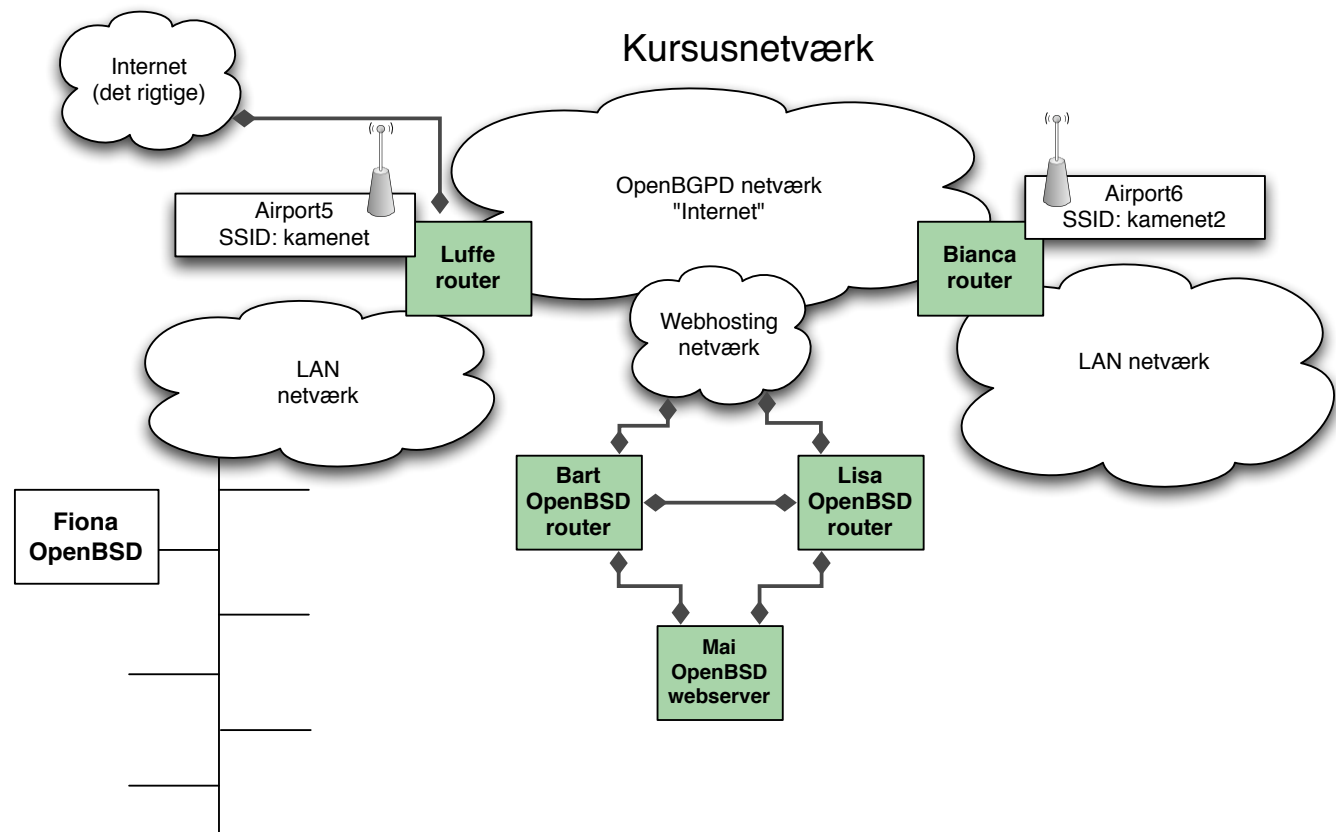 Kursusnetværk
Internet
(det rigtige)
OpenBGPD netværk
"Internet"
Airport5
SSID: kamenet
Airport6
SSID: kamenet2
Luffe
router
Bianca
router
Webhosting
netværk
LAN
netværk
LAN netværk
Bart
OpenBSD
router
Lisa
OpenBSD
router
Fiona
OpenBSD
Mai
OpenBSD
webserver